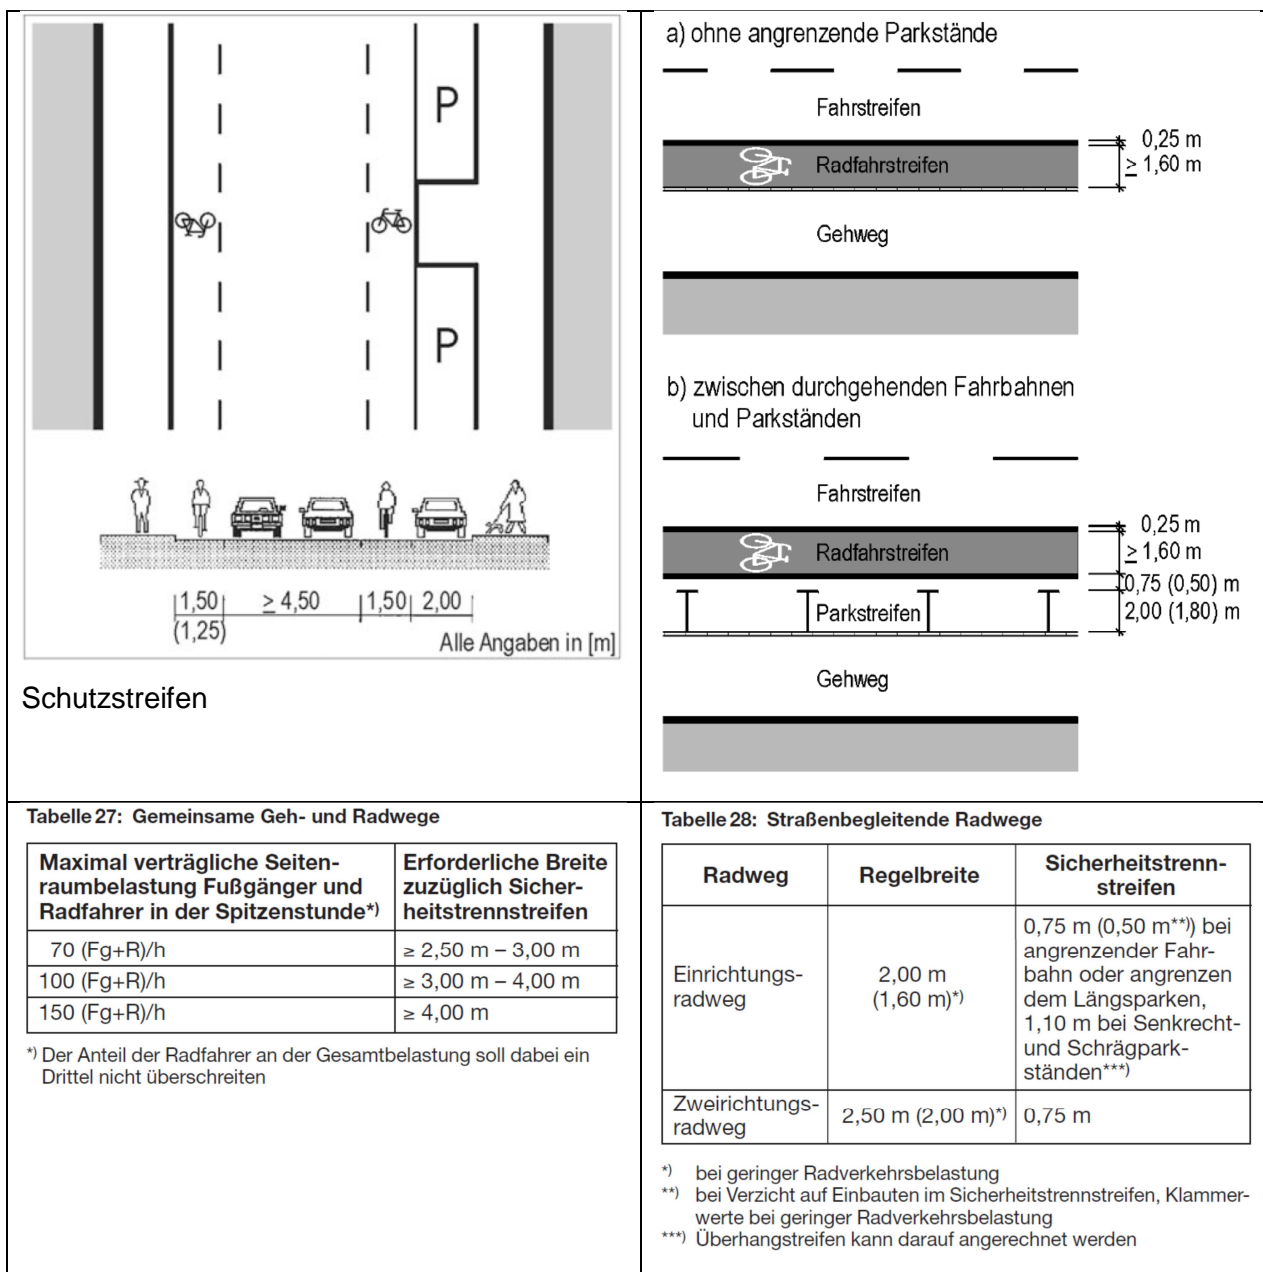 P
P
1,50
≥ 4,50
1,50
2,00
(1,25)
Alle Angaben in [m]
Schutzstreifen
a) ohne angrenzende Parkstände
Fahrstreifen
0,25 m
Radfahrstreifen
≥ 1,60 m
Gehweg
b) zwischen durchgehenden Fahrbahnen
und Parkständen
Fahrstreifen
0,25 m
Radfahrstreifen
≥ 1,60 m
0,75 (0,50) m
Parkstreifen
2,00 (1,80) m
Gehweg
Tabelle 27: Gemeinsame Geh- und Radwege
Maximal verträgliche Seiten-
raumbelastung Fußgänger und
Radfahrer in der Spitzenstunde*)
Erforderliche Breite
zuzüglich Sicher-
heitstrennstreifen
70 (Fg+R)/h
≥ 2,50 m – 3,00 m
100 (Fg+R)/h
≥ 3,00 m – 4,00 m
150 (Fg+R)/h
≥ 4,00 m
*) Der Anteil der Radfahrer an der Gesamtbelastung soll dabei ein
Drittel nicht überschreiten
Tabelle 28: Straßenbegleitende Radwege
Radweg
Regelbreite
Sicherheitstrenn-
streifen
Einrichtungs-
radweg
2,00 m
(1,60 m)*)
0,75 m (0,50 m**)) bei
angrenzender Fahr-
bahn oder angrenzen
dem Längsparken,
1,10 m bei Senkrecht-
und Schrägpark-
ständen***)
Zweirichtungs-
radweg
2,50 m (2,00 m)*)
0,75 m
*) bei geringer Radverkehrsbelastung
**) bei Verzicht auf Einbauten im Sicherheitstrennstreifen, Klammer-
werte bei geringer Radverkehrsbelastung
***) Überhangstreifen kann darauf angerechnet werden